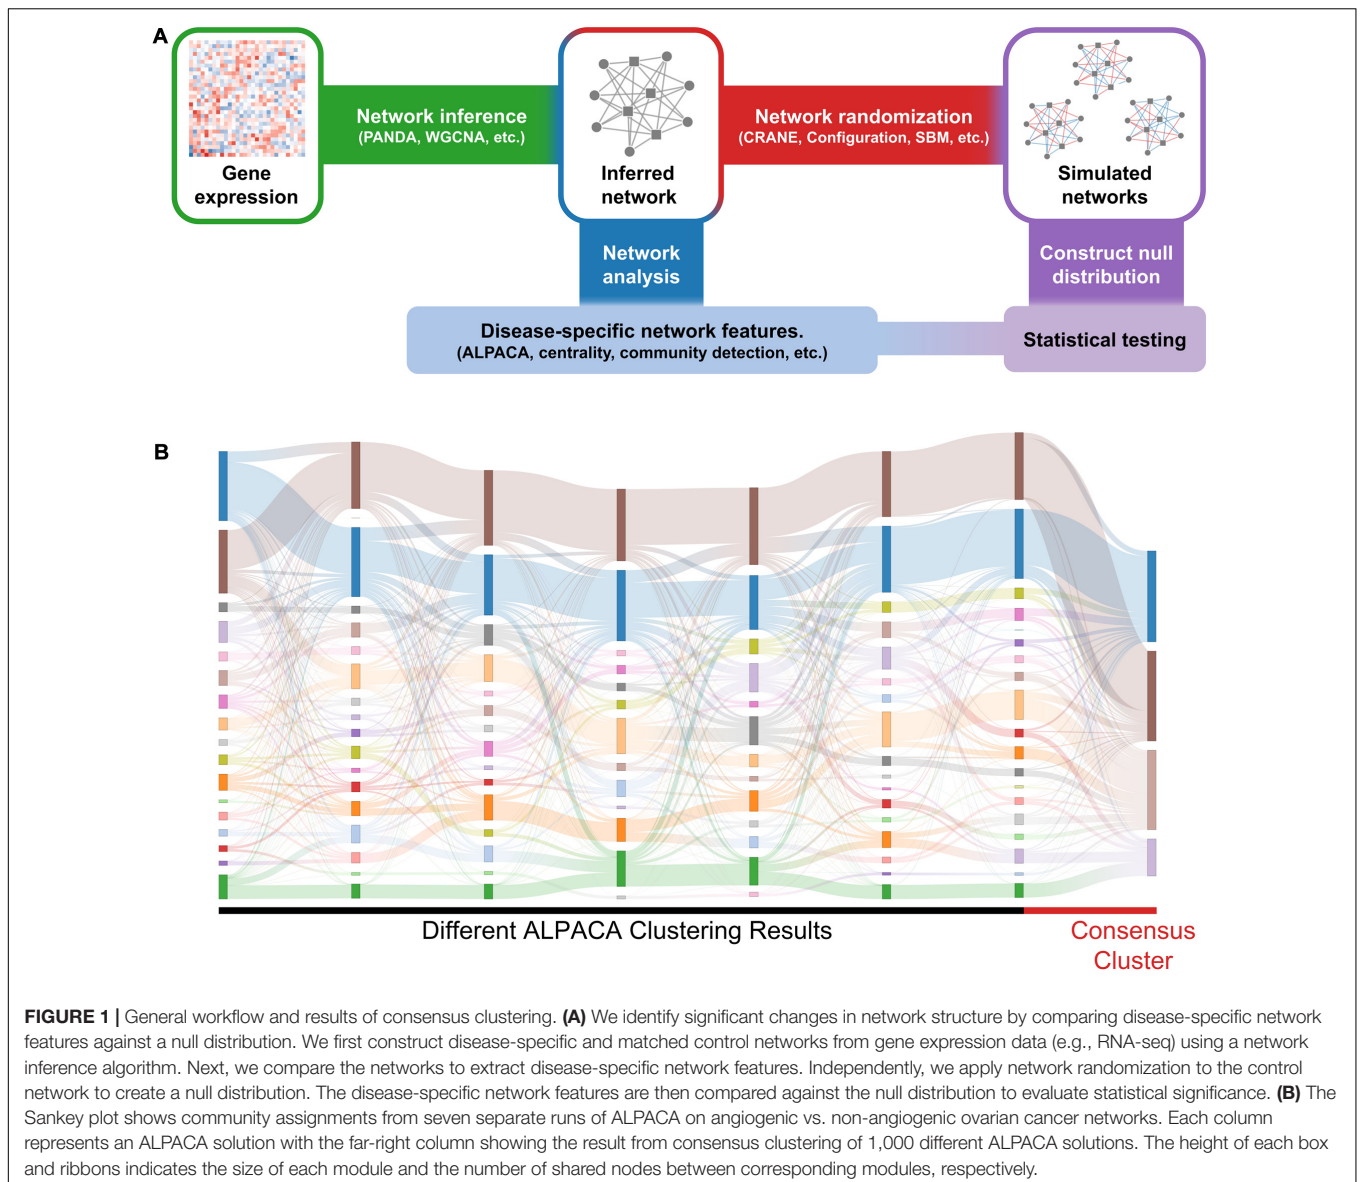 A
Network inference
(PANDA, WGCNA, etc.)
Network randomization
(CRANE, Configuration, SBM, etc.)
Gene
expression
Inferred
network
Simulated
networks
Network
analysis
Construct null
distribution
Disease-specific network features.
(ALPACA, centrality, community detection, etc.)
Statistical testing
B
Different ALPACA Clustering Results
Consensus
Cluster
FIGURE 1 | General workflow and results of consensus clustering. (A) We identify significant changes in network structure by comparing disease-specific network
features against a null distribution. We first construct disease-specific and matched control networks from gene expression data (e.g., RNA-seq) using a network
inference algorithm. Next, we compare the networks to extract disease-specific network features. Independently, we apply network randomization to the control
network to create a null distribution. The disease-specific network features are then compared against the null distribution to evaluate statistical significance. (B) The
Sankey plot shows community assignments from seven separate runs of ALPACA on angiogenic vs. non-angiogenic ovarian cancer networks. Each column
represents an ALPACA solution with the far-right column showing the result from consensus clustering of 1,000 different ALPACA solutions. The height of each box
and ribbons indicates the size of each module and the number of shared nodes between corresponding modules, respectively.